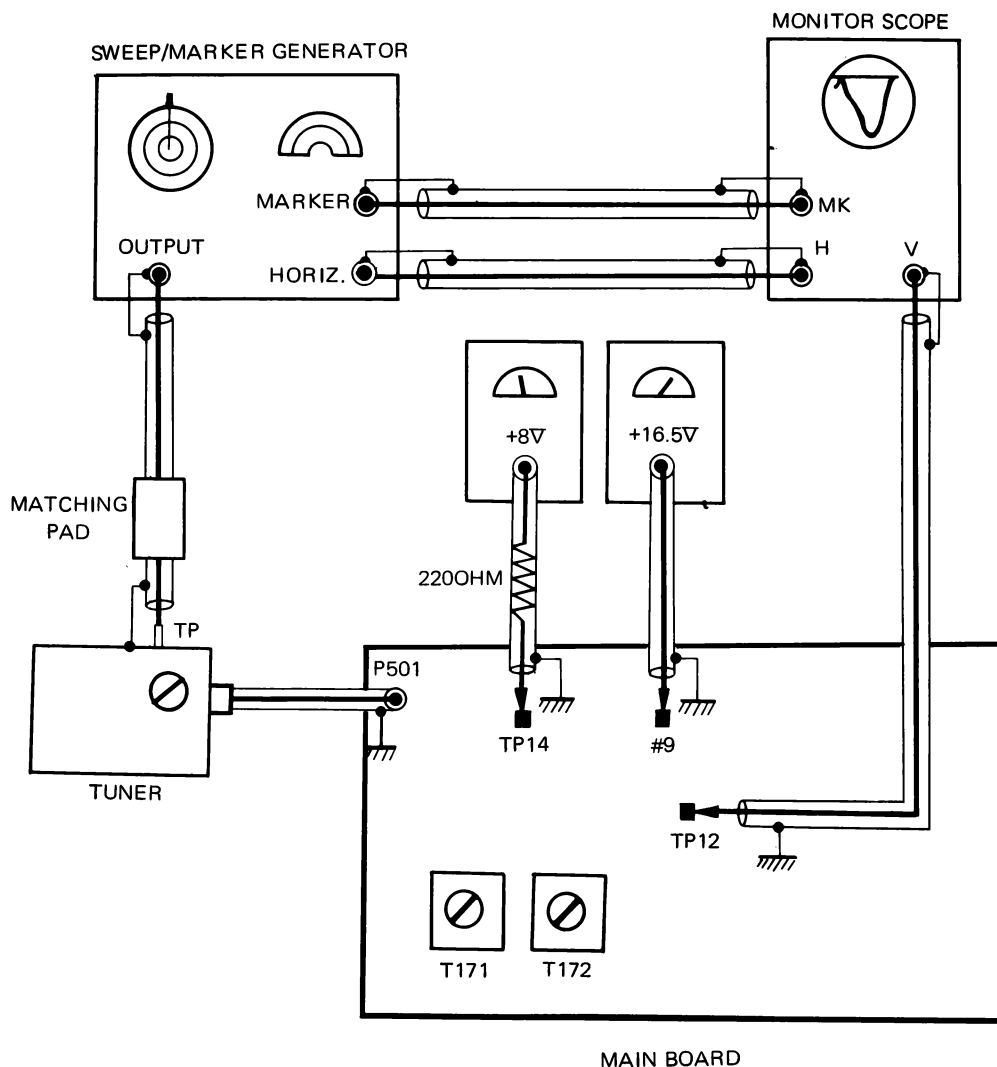 MONITOR SCOPE
SWEEP/MARKER GENERATOR
MARKER
MK
OUTPUT
HORIZ.
H
V
+8V
+16.5V
MATCHING
PAD
220OHM
TP
P501
TP14
#9
TUNER
TP12
T171
T172
MAIN BOARD